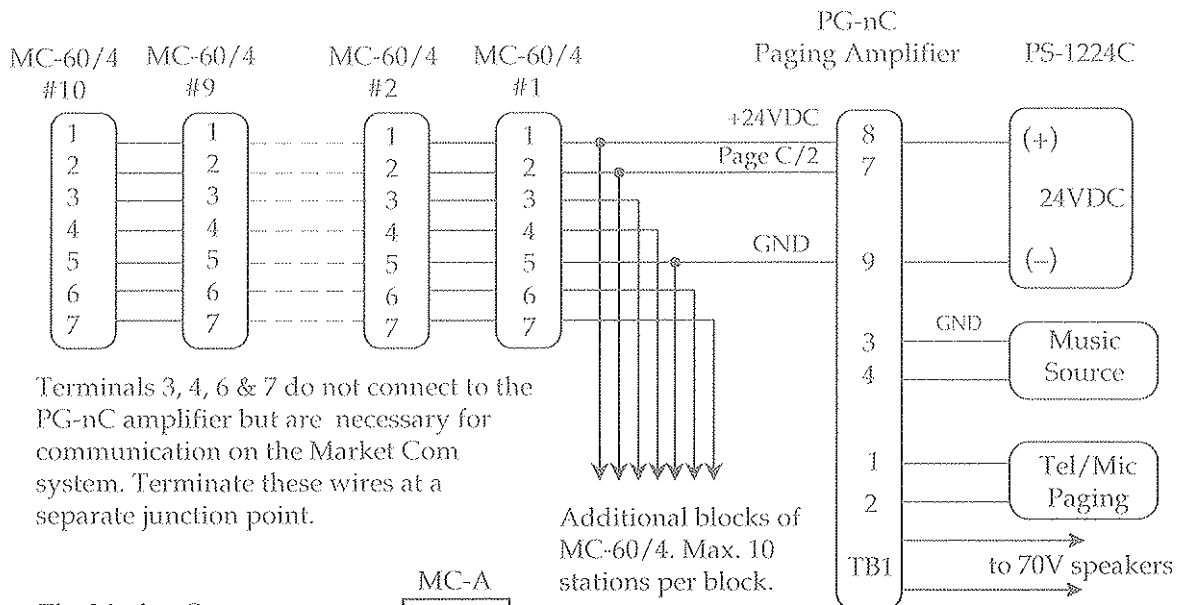 PG-nC
Paging Amplifier
PS-1224C
MC-60/4
#10
MC-60/4
#9
MC-60/4
#2
MC-60/4
#1
1
2
3
4
5
6
7
1
2
3
4
5
6
7
1
2
3
4
5
6
7
1
2
3
4
5
6
7
+24VDC
Page C/2
GND
8
7
9
3
4
1
2
TB1
(+)
24VDC
(–)
GND
Music
Source
Tel/Mic
Paging
to 70V speakers
Terminals 3, 4, 6 & 7 do not connect to the
PG-nC amplifier but are necessary for
communication on the Market Com
system. Terminate these wires at a
separate junction point.
Additional blocks of
MC-60/4. Max. 10
stations per block.
MC-A